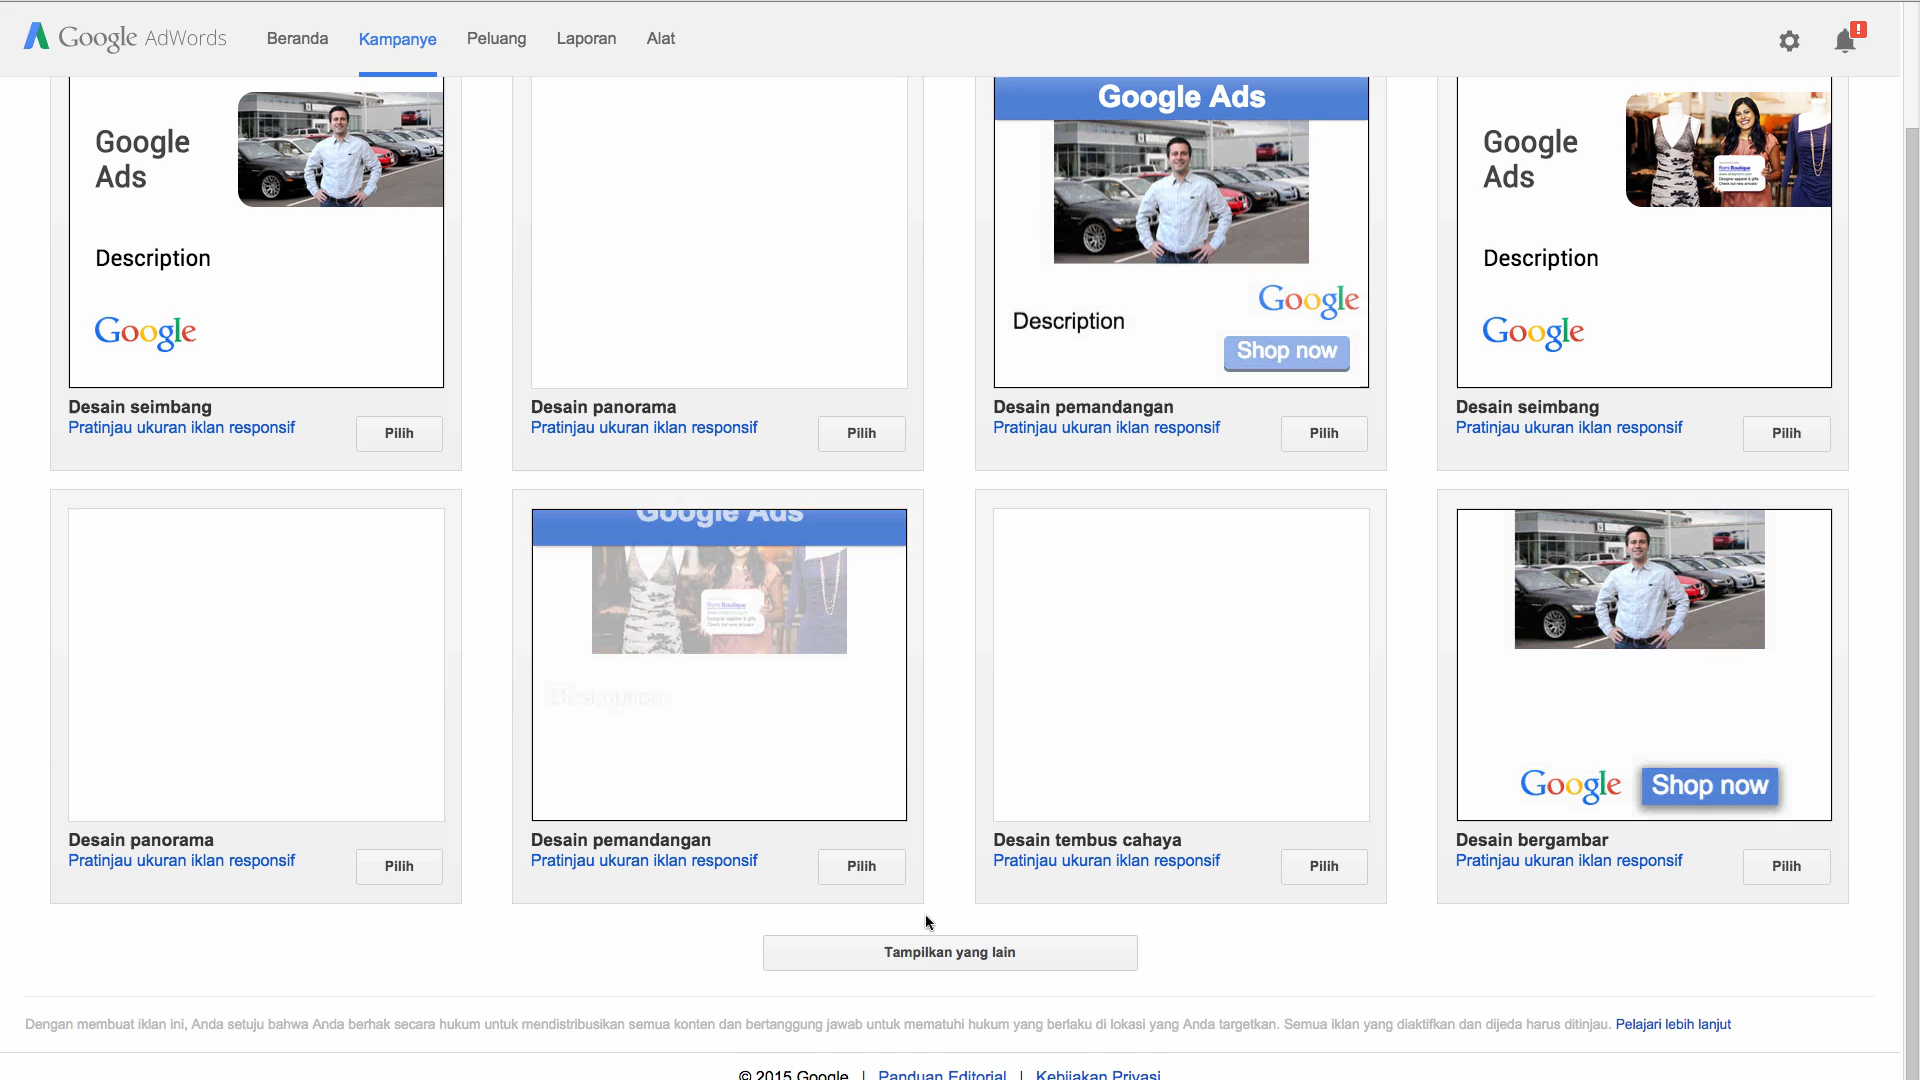 Google AdWords Beranda Kampanye Peluang Laporan Alat !
Google
Ads
Description
Google
Desain seimbang
Pratinjau ukuran iklan responsif
Pilih
Desain panorama
Pratinjau ukuran iklan responsif
Pilih
Google Ads
Description
Google
Shop now
Desain pemandangan
Pratinjau ukuran iklan responsif
Pilih
Google
Ads
Description
Google
Desain seimbang
Pratinjau ukuran iklan responsif
Pilih
Desain panorama
Pratinjau ukuran iklan responsif
Pilih
Google Ads
Description
Desain pemandangan
Pratinjau ukuran iklan responsif
Pilih
Desain tembus cahaya
Pratinjau ukuran iklan responsif
Pilih
Google Shop now
Desain bergambar
Pratinjau ukuran iklan responsif
Pilih
Tampilkan yang lain
Dengan membuat iklan ini, Anda setuju bahwa Anda berhak secara hukum untuk mendistribusikan semua konten dan bertanggung jawab untuk mematuhi hukum yang berlaku di lokasi yang Anda targetkan. Semua iklan yang diaktifkan dan dijeda harus ditinjau. Pelajari lebih lanjut
© 2015 Google | Panduan Editorial | Kebijakan Privasi